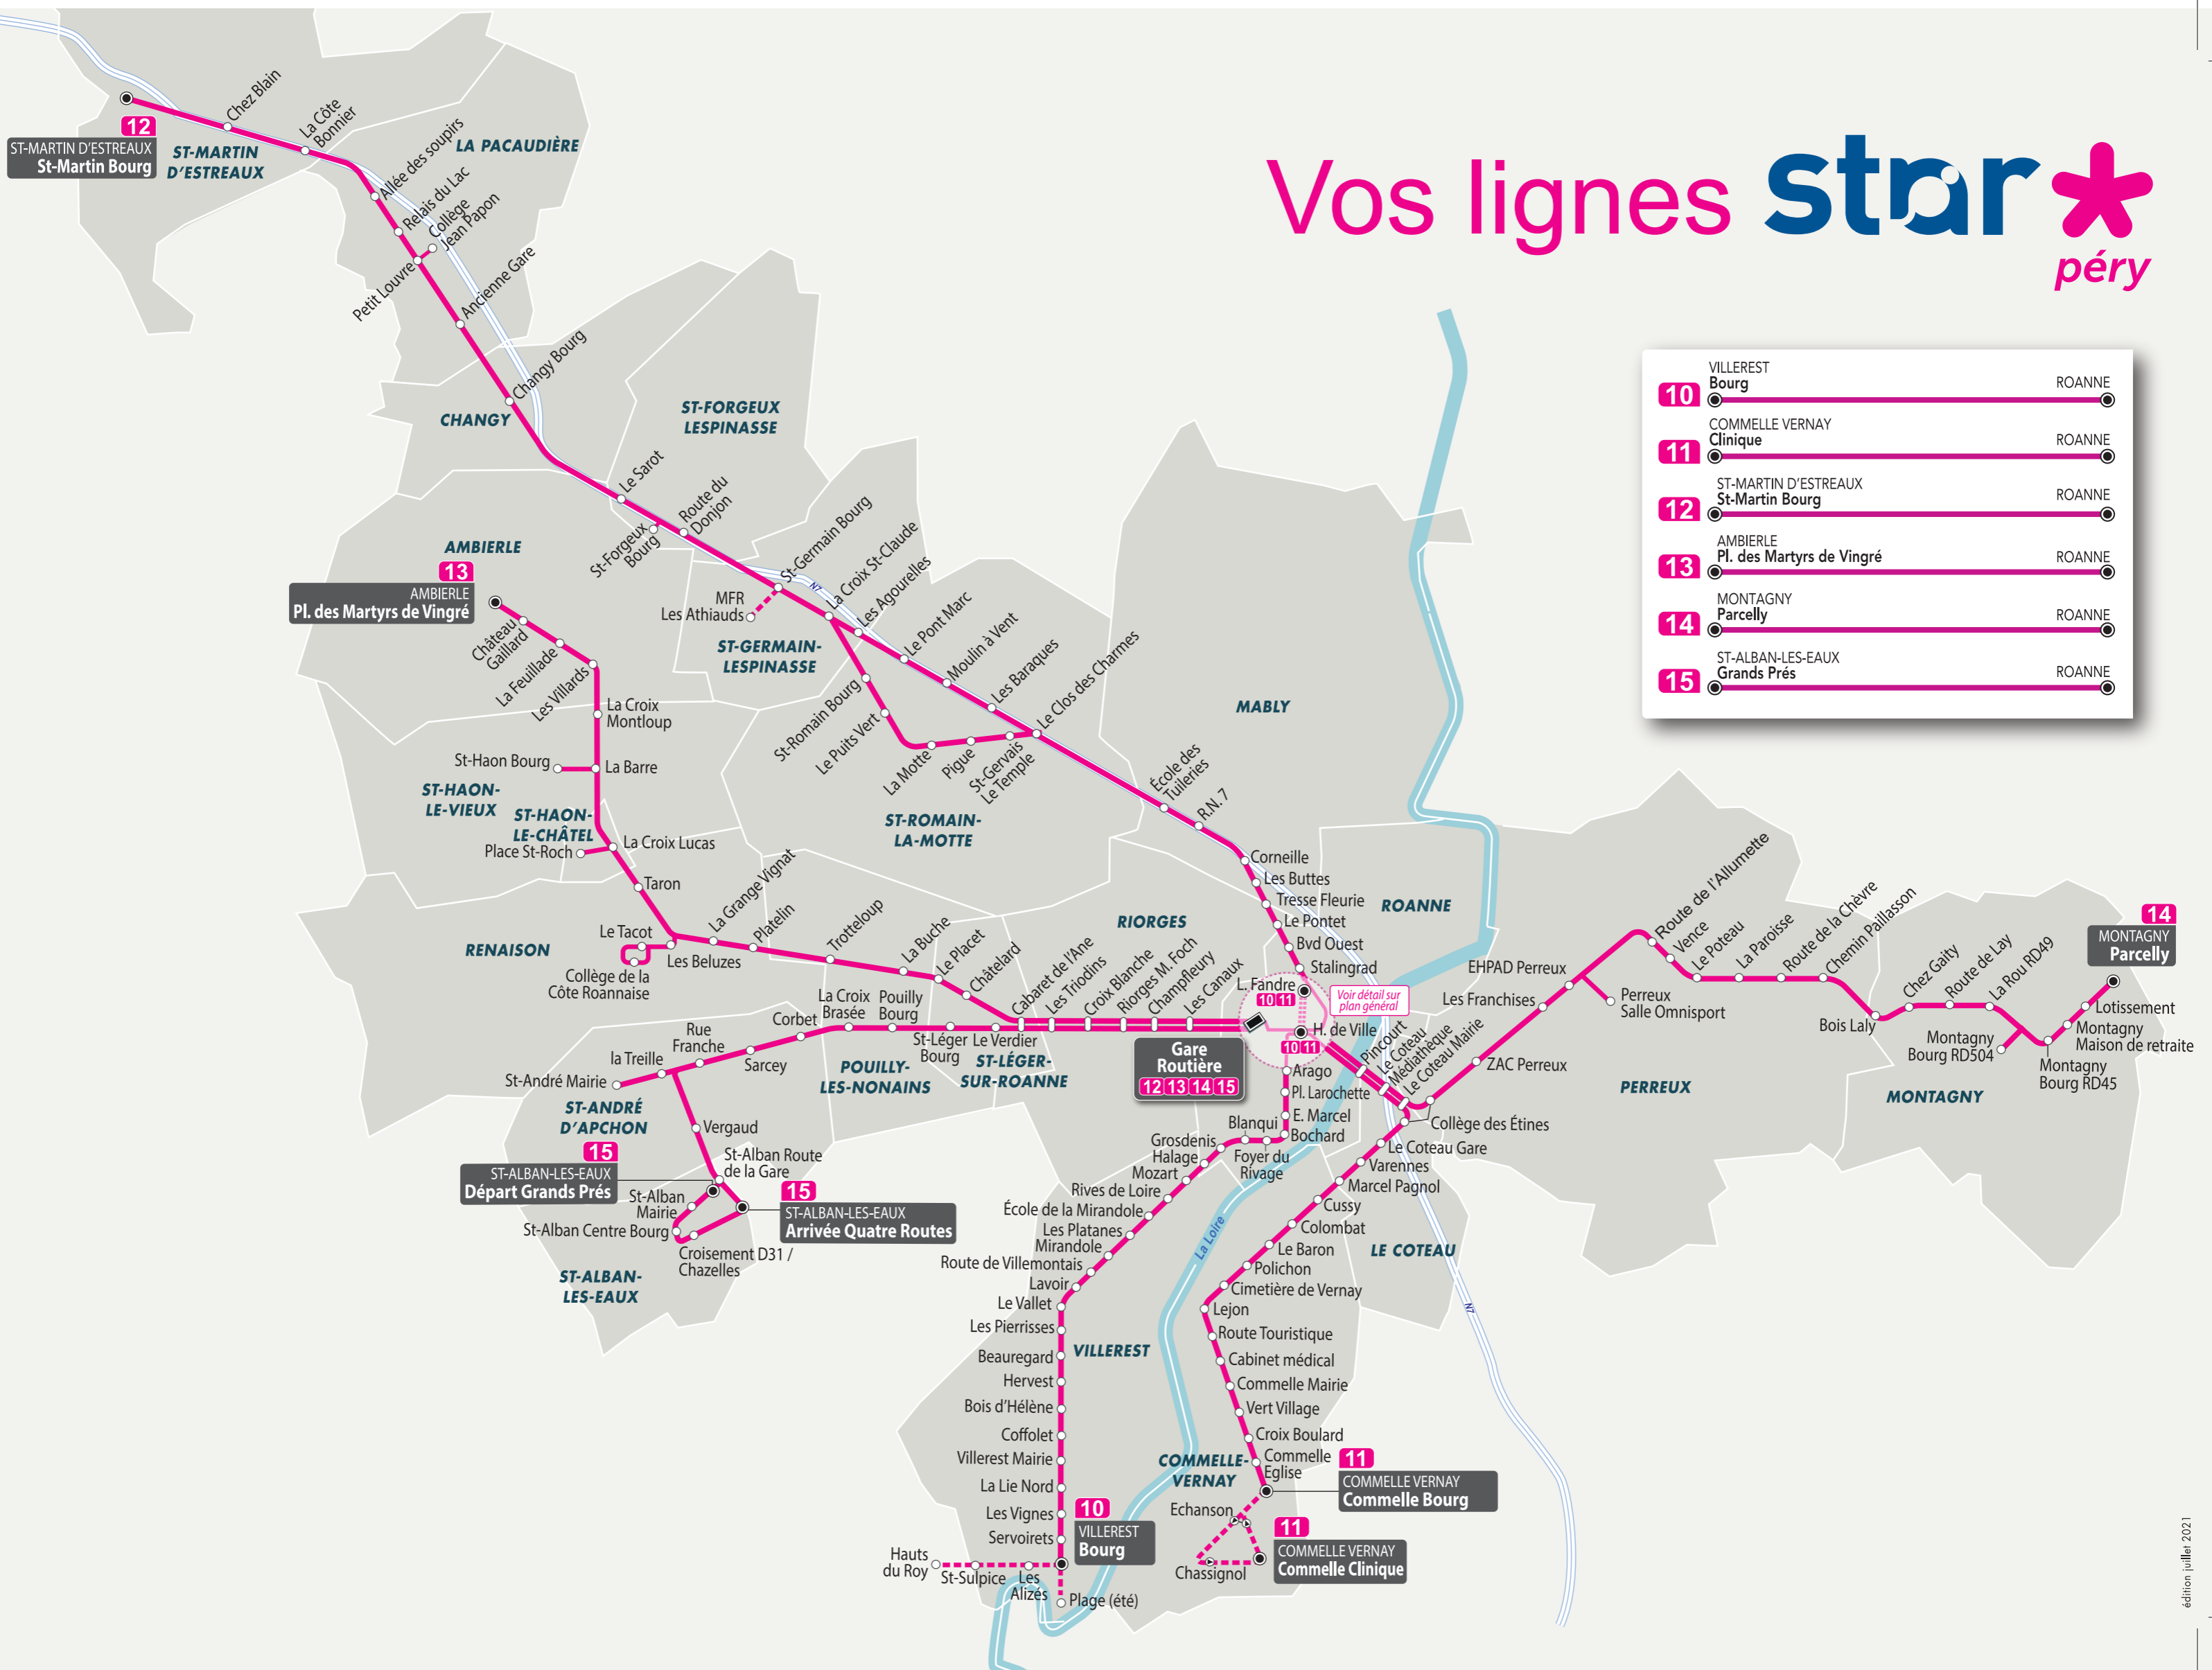 Vos lignes star
péry
VILLEREST
10 Bourg ROANNE
COMMELLE VERNAY
11 Clinique ROANNE
ST-MARTIN D'ESTREAUX
12 St-Martin Bourg ROANNE
AMBIERLE
13 Pl. des Martyrs de Vingré ROANNE
MONTAGNY
14 Parcelly ROANNE
ST-ALBAN-LES-EAUX
15 Grands Prés ROANNE
12
ST-MARTIN D'ESTREAUX
St-Martin Bourg
ST-MARTIN
D'ESTREAUX
Chez Blain
La Côte
Bonnier
LA PACAUDIÈRE
Allée des soupirs
Relais du Lac
Collège
Jean Papon
Petit Louvre
Ancienne Gare
Changy Bourg
CHANGY
ST-FORGEUX
LESPINASSE
Le Sarot
St-Forgeux
Bourg
Route du
Donjon
St-Germain Bourg
MFR
Les Athiauds
N7
ST-GERMAIN-
LESPINASSE
La Croix St-Claude
Les Agourelles
Le Pont Marc
Moulin à Vent
Les Baraques
Le Clos des Charmes
St-Romain Bourg
Le Puits Vert
La Motte
Pigue
St-Gervais
Le Temple
ST-ROMAIN-
LA-MOTTE
MABLY
École des
Tuileries
R.N. 7
Corneille
Les Buttes
Tresse Fleurie
Le Pontet
Bvd Ouest
Stalingrad
ROANNE
RIORGES
AMBIERLE
13
AMBIERLE
Pl. des Martyrs de Vingré
Château
Gaillard
La Feuillade
Les Villards
La Croix
Montloup
St-Haon Bourg
La Barre
ST-HAON-
LE-VIEUX
ST-HAON-
LE-CHÂTEL
Place St-Roch
La Croix Lucas
Taron
RENAISON
Le Tacot
Collège de la
Côte Roannaise
Les Beluzes
La Grange Vignat
Platelin
Trotteloup
La Buche
Le Placet
Châtelard
Cabaret de l'Ane
Les Triodins
Croix Blanche
Riorges M. Foch
Champfleury
Les Canaux
L. Fandre
10 11
Voir détail sur
plan général
H. de Ville
10 11
Gare
Routière
12 13 14 15
St-André Mairie
la Treille
Rue
Franche
Sarcey
Corbet
La Croix
Brasée
Pouilly
Bourg
St-Léger
Bourg
Le Verdier
POUILLY-
LES-NONAINS
ST-LÉGER-
SUR-ROANNE
ST-ANDRÉ
D'APCHON
Vergaud
St-Alban Route
de la Gare
15
ST-ALBAN-LES-EAUX
Départ Grands Prés
St-Alban
Mairie
St-Alban Centre Bourg
Croisement D31 /
Chazelles
15
ST-ALBAN-LES-EAUX
Arrivée Quatre Routes
ST-ALBAN-
LES-EAUX
Arago
Pl. Larochette
E. Marcel
Bochard
Foyer du
Rivage
Blanqui
Grosdenis
Halage
Mozart
Rives de Loire
École de la Mirandole
Les Platanes
Mirandole
Route de Villemontais
Lavoir
Le Vallet
Les Pierrisses
Beauregard
Hervest
Bois d'Hélène
Coffolet
Villerest Mairie
La Lie Nord
Les Vignes
Servoirets
VILLEREST
10
VILLEREST
Bourg
Hauts
du Roy
St-Sulpice
Les
Alizés
Plage (été)
La Loire
Pincourt
Le Coteau
Médiathèque
Le Coteau Mairie
Collège des Étines
Le Coteau Gare
Varennes
Marcel Pagnol
Cussy
Colombat
Le Baron
Polichon
Cimetière de Vernay
Lejon
Route Touristique
Cabinet médical
Commelle Mairie
Vert Village
Croix Boulard
Commelle
Eglise
LE COTEAU
N7
COMMELLE-
VERNAY
11
COMMELLE VERNAY
Commelle Bourg
Echanson
Chassignol
11
COMMELLE VERNAY
Commelle Clinique
ZAC Perreux
Les Franchises
EHPAD Perreux
Perreux
Salle Omnisport
PERREUX
Route de l'Allumette
Vence
Le Poteau
La Paroisse
Route de la Chèvre
Chemin Paillasson
Bois Laly
Chez Gaity
Route de Lay
La Rou RD49
Montagny
Bourg RD504
Montagny
Bourg RD45
Montagny
Maison de retraite
Lotissement
14
MONTAGNY
Parcelly
MONTAGNY
édition juillet 2021